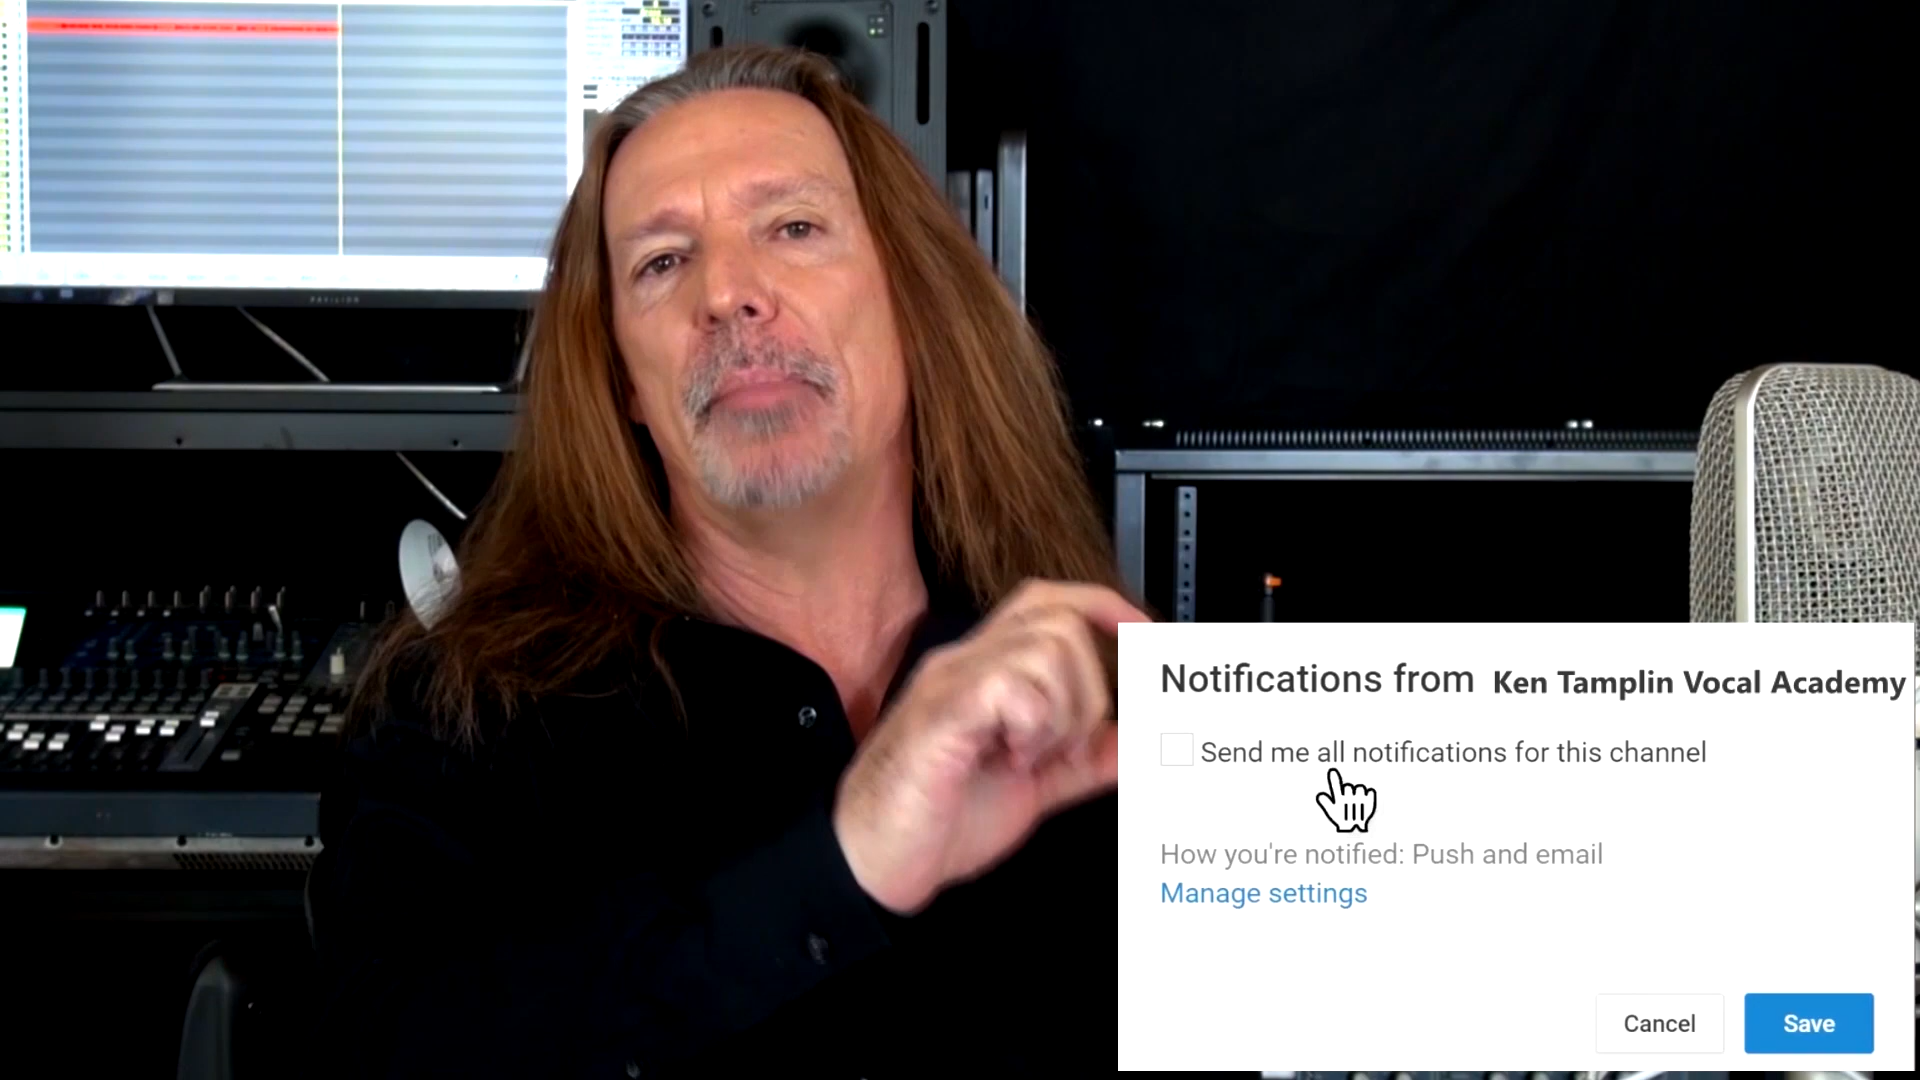 PAVILION
Notifications from Ken Tamplin Vocal Academy
Send me all notifications for this channel
How you're notified: Push and email
Manage settings
Cancel
Save